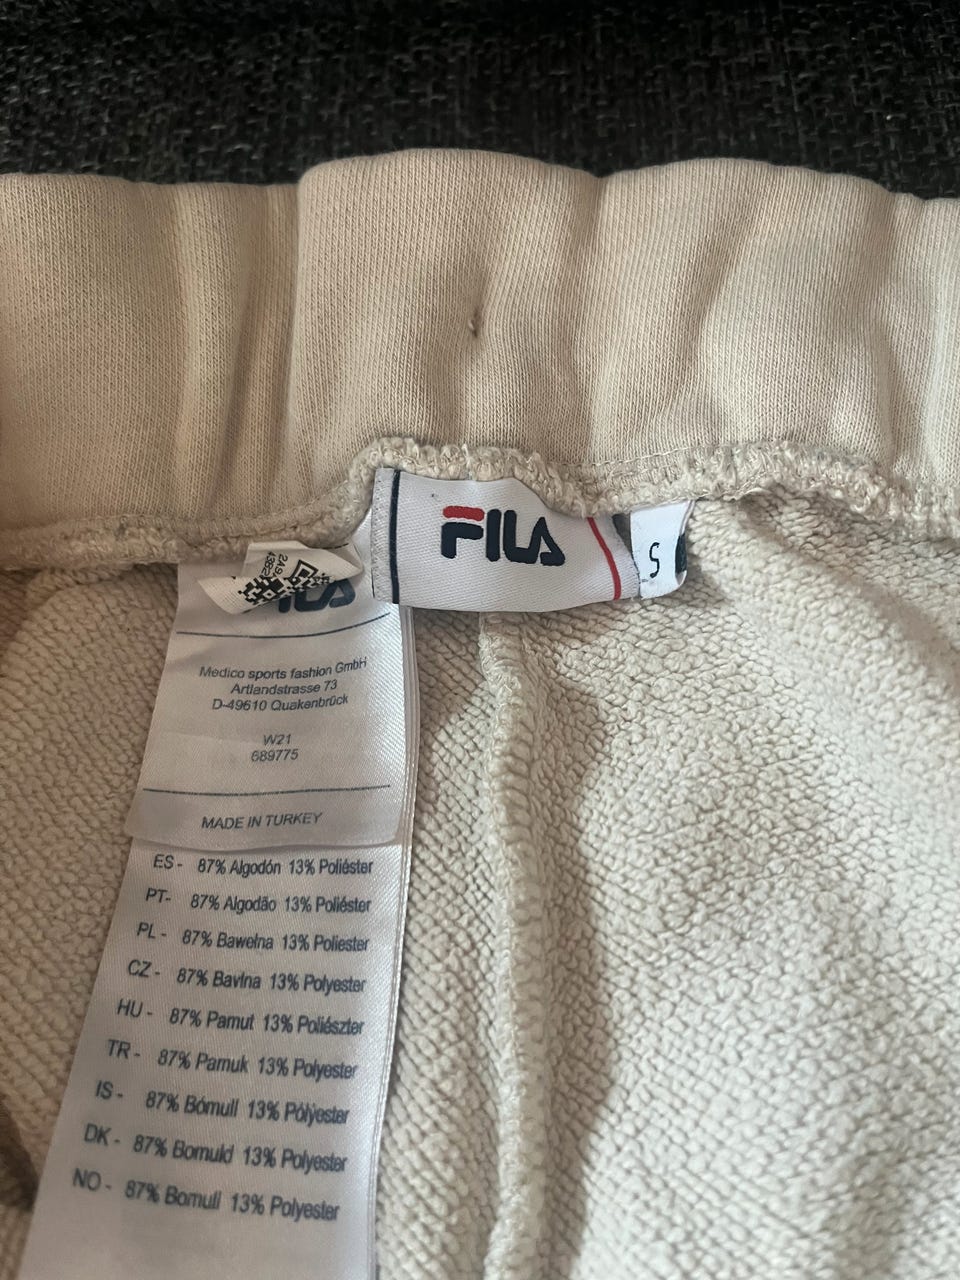 FILA
S
2A9
4382
FILA
Medico sports fashion GmbH
Artlandstrasse 73
D-49610 Quakenbrück
W21
689775
MADE IN TURKEY
ES - 87% Algodón 13% Poliéster
PT- 87% Algodão 13% Poliéster
PL - 87% Bawełna 13% Poliester
CZ - 87% Bavlna 13% Polyester
HU - 87% Pamut 13% Poliészter
TR - 87% Pamuk 13% Polyester
IS - 87% Bómull 13% Pólýester
DK - 87% Bomuld 13% Polyester
NO - 87% Bomull 13% Polyester